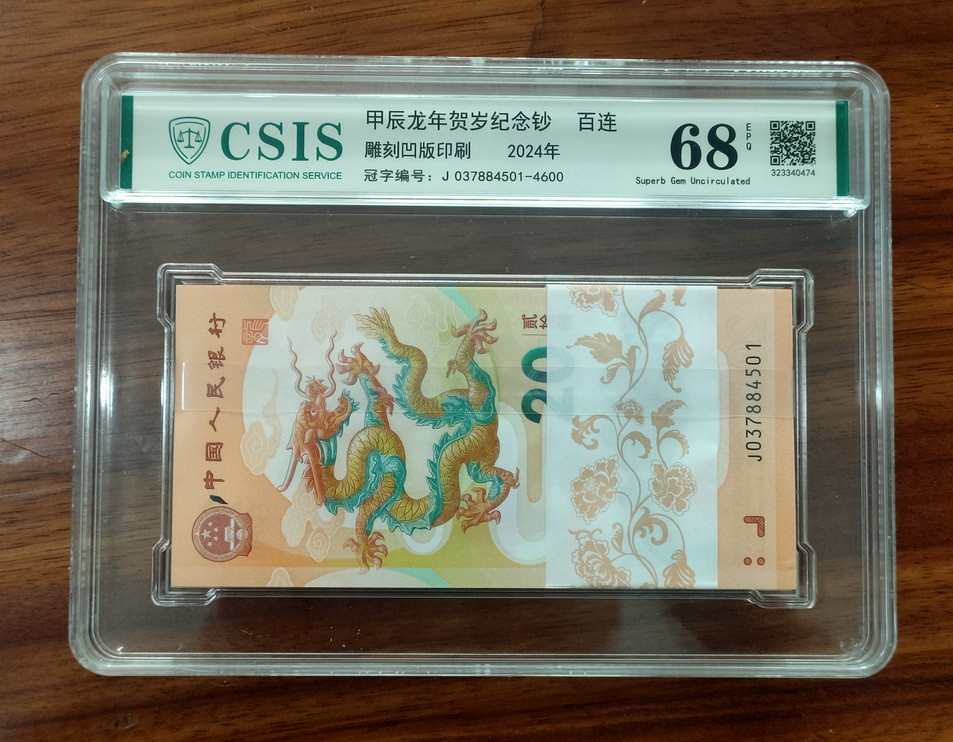 CSIS
COIN STAMP IDENTIFICATION SERVICE
甲辰龙年贺岁纪念钞 百连
雕刻凹版印刷 2024年
冠字编号: J 037884501-4600
68
EPQ
Superb Gem Uncirculated
323340474
中国人民银行
贰拾
20
J037884501